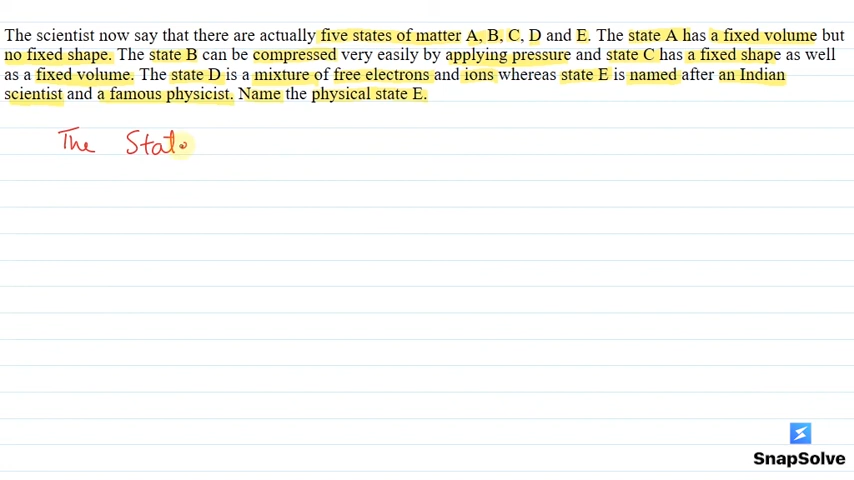 The scientist now say that there are actually five states of matter A, B, C, D and E. The state A has a fixed volume but
no fixed shape. The state B can be compressed very easily by applying pressure and state C has a fixed shape as well
as a fixed volume. The state D is a mixture of free electrons and ions whereas state E is named after an Indian
scientist and a famous physicist. Name the physical state E.
The State
SnapSolve